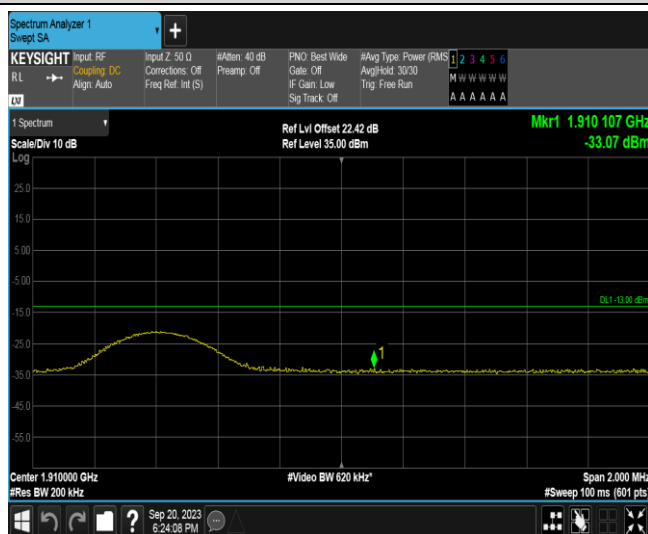 Spectrum Analyzer 1
Swept SA
+
KEYSIGHT
RL
LXI
Input: RF
Coupling: DC
Align: Auto
Input Z: 50 Ω
Corrections: Off
Freq Ref: Int (S)
#Atten: 40 dB
Preamp: Off
PNO: Best Wide
Gate: Off
IF Gain: Low
Sig Track: Off
#Avg Type: Power (RMS
Avg|Hold: 30/30
Trig: Free Run
1 2 3 4 5 6
M W W W W W
A A A A A A
1 Spectrum
Scale/Div 10 dB
Log
Ref Lvl Offset 22.42 dB
Ref Level 35.00 dBm
Mkr1 1.910 107 GHz
-33.07 dBm
25.0
15.0
5.00
-5.00
-15.0
-25.0
-35.0
-45.0
-55.0
DL1 -13.00 dBm
1
Center 1.910000 GHz
#Res BW 200 kHz
#Video BW 620 kHz*
Span 2.000 MHz
#Sweep 100 ms (601 pts)
?
Sep 20, 2023
6:24:08 PM